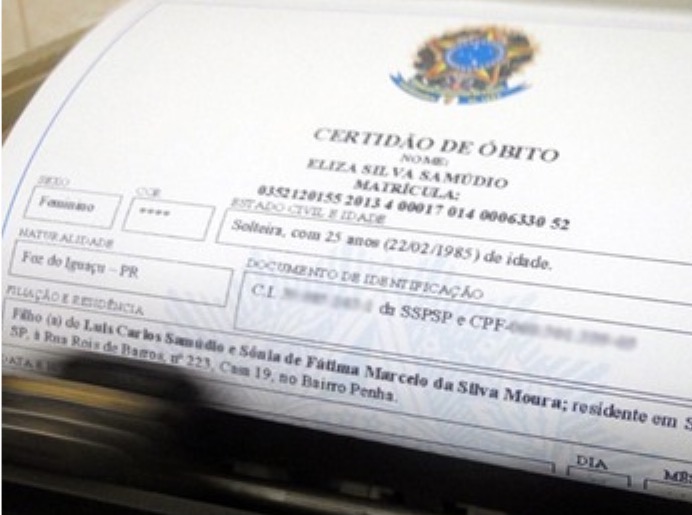 CERTIDÃO DE ÓBITO
NOME:
ELIZA SILVA SAMÚDIO
MATRÍCULA:
0352120155 2013 4 00017 014 0006330 52
SEXO
COR
ESTADO CIVIL E IDADE
Feminino
****
Solteira, com 25 anos (22/02/1985) de idade.
NATURALIDADE
DOCUMENTO DE IDENTIFICAÇÃO
Foz do Iguaçu – PR
C.I. da SSPSP e CPF-
FILIAÇÃO E RESIDÊNCIA
Filho (a) de Luis Carlos Samúdio e Sônia de Fátima Marcelo da Silva Moura; residente em S
SP, à Rua Rois de Barros, nº 223, Casa 19, no Bairro Penha.
DATA E
DIA
MÊS